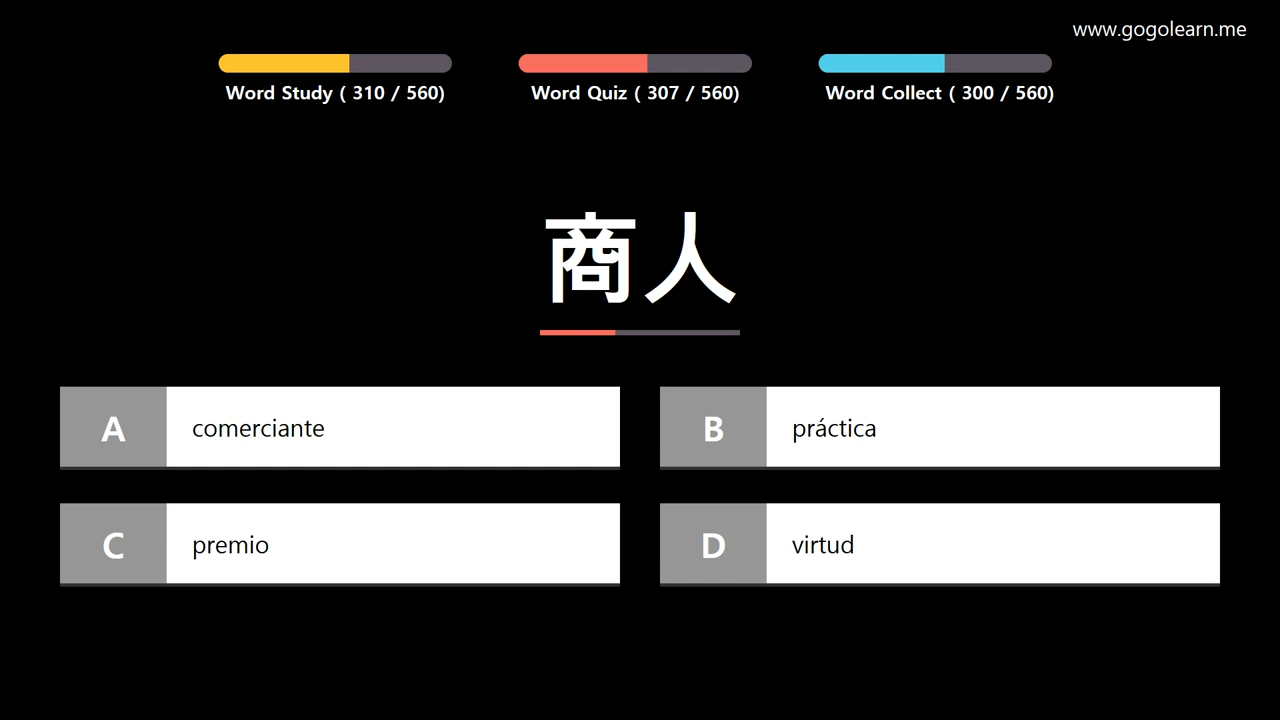 www.gogolearn.me
Word Study ( 310 / 560)
Word Quiz ( 307 / 560)
Word Collect ( 300 / 560)
商人
A comerciante
B práctica
C premio
D virtud